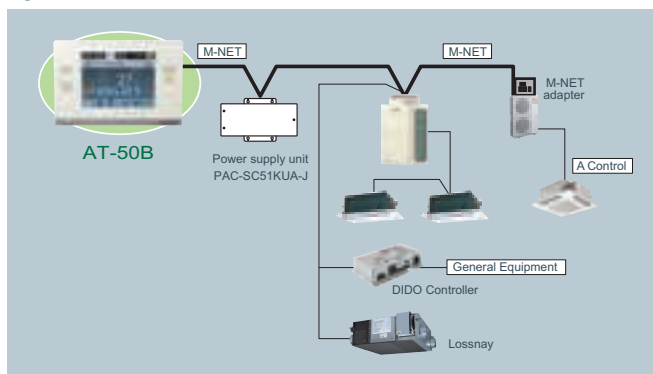 M-NET
M-NET
M-NET
adapter
AT-50B
Power supply unit
PAC-SC51KUA-J
A Control
General Equipment
DIDO Controller
Lossnay